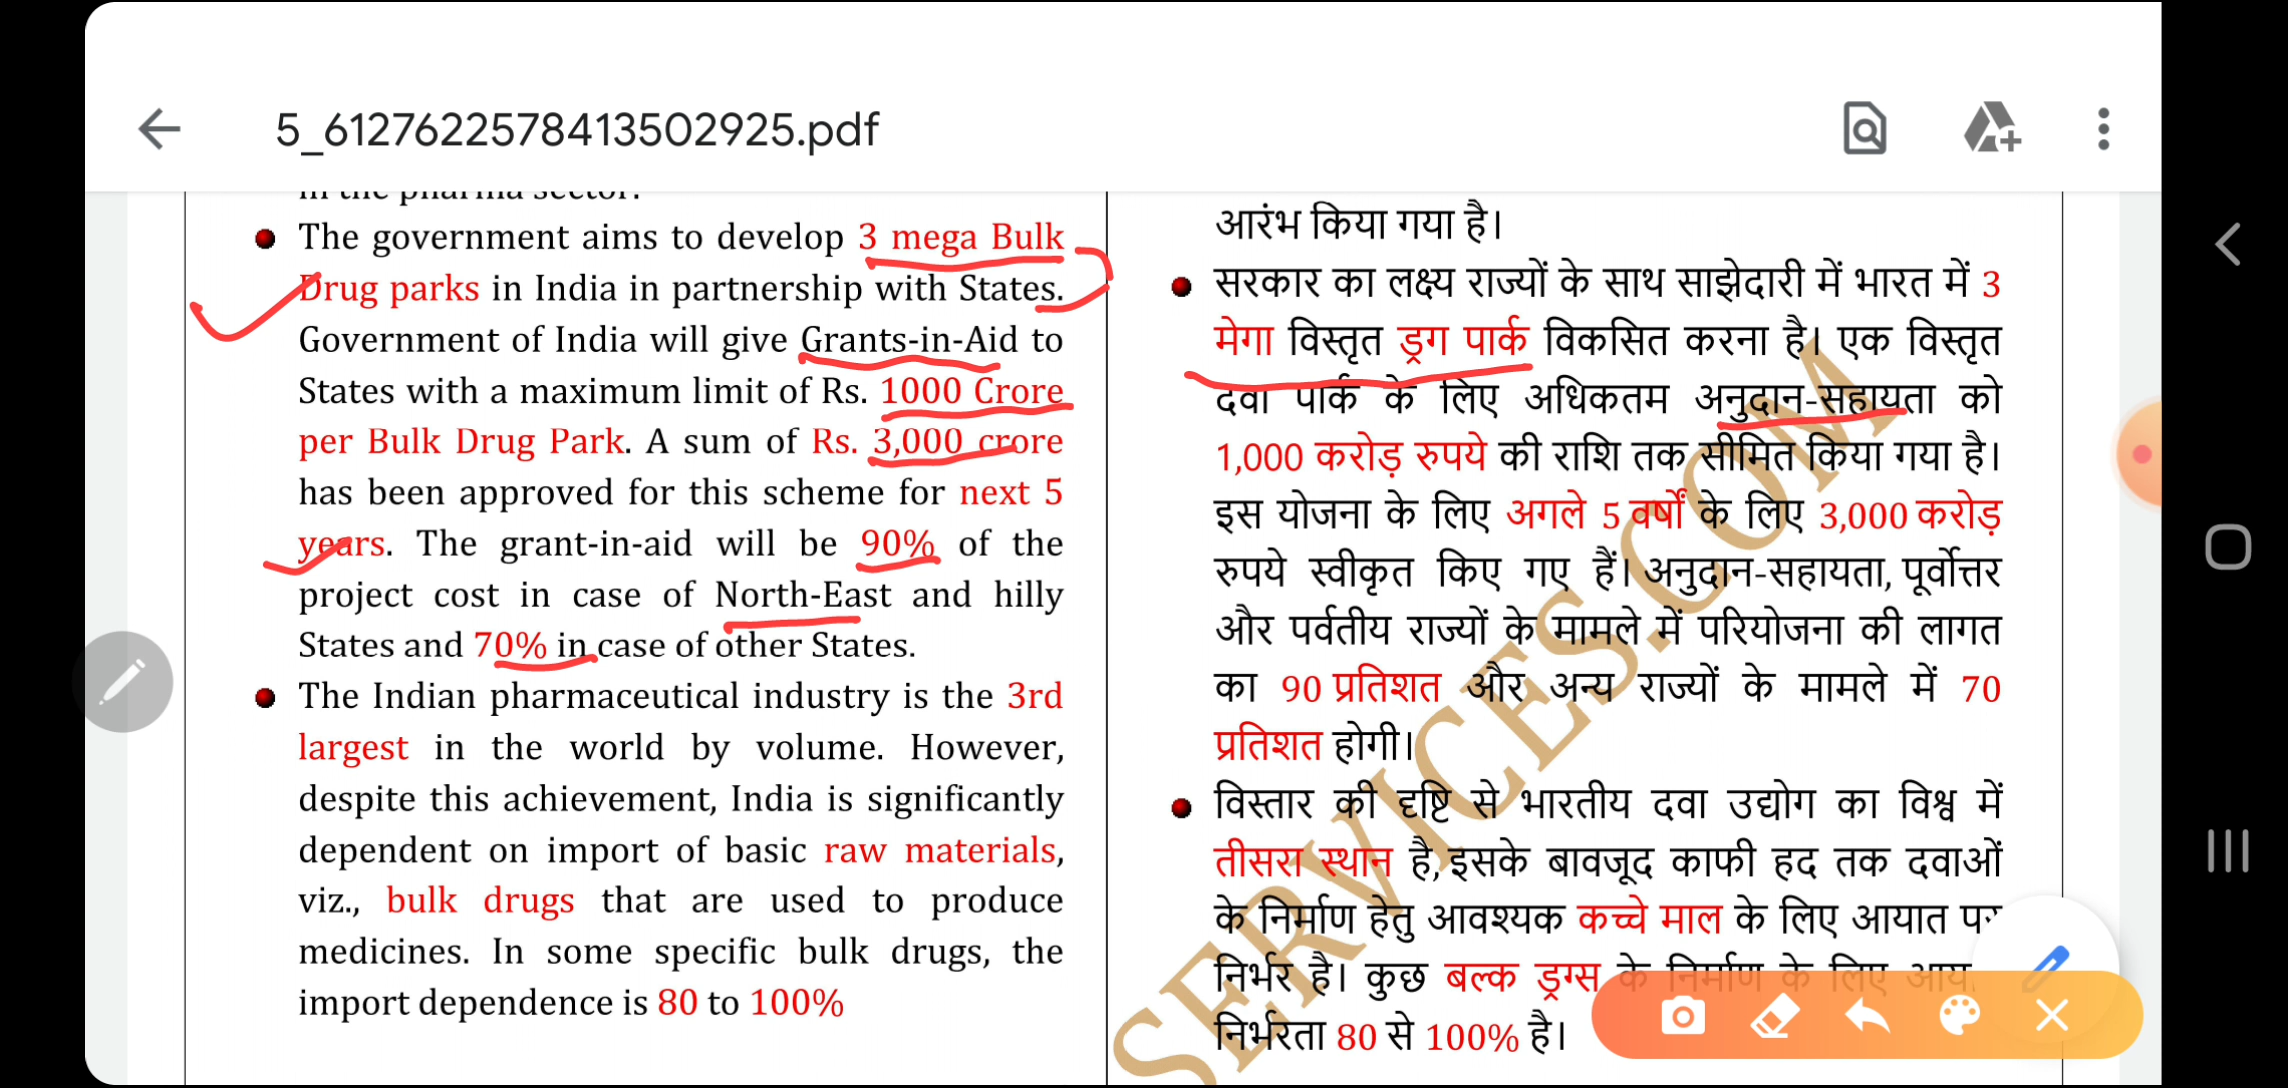 5_6127622578413502925.pdf
in the pharma sector.
The government aims to develop 3 mega Bulk
Drug parks in India in partnership with States.
Government of India will give Grants-in-Aid to
States with a maximum limit of Rs. 1000 Crore
per Bulk Drug Park. A sum of Rs. 3,000 crore
has been approved for this scheme for next 5
years. The grant-in-aid will be 90% of the
project cost in case of North-East and hilly
States and 70% in case of other States.
The Indian pharmaceutical industry is the 3rd
largest in the world by volume. However,
despite this achievement, India is significantly
dependent on import of basic raw materials,
viz., bulk drugs that are used to produce
medicines. In some specific bulk drugs, the
import dependence is 80 to 100%
आरंभ किया गया है।
सरकार का लक्ष्य राज्यों के साथ साझेदारी में भारत में 3
मेगा विस्तृत ड्रग पार्क विकसित करना है। एक विस्तृत
दवा पार्क के लिए अधिकतम अनुदान-सहायता को
1,000 करोड़ रुपये की राशि तक सीमित किया गया है।
इस योजना के लिए अगले 5 वर्षों के लिए 3,000 करोड़
रुपये स्वीकृत किए गए हैं। अनुदान-सहायता, पूर्वोत्तर
और पर्वतीय राज्यों के मामले में परियोजना की लागत
का 90 प्रतिशत और अन्य राज्यों के मामले में 70
प्रतिशत होगी।
विस्तार की दृष्टि से भारतीय दवा उद्योग का विश्व में
तीसरा स्थान है, इसके बावजूद काफी हद तक दवाओं
के निर्माण हेतु आवश्यक कच्चे माल के लिए आयात पर
निर्भर है। कुछ बल्क ड्रग्स के निर्माण के लिए
निर्भरता 80 से 100% है।
SERVICES.COM